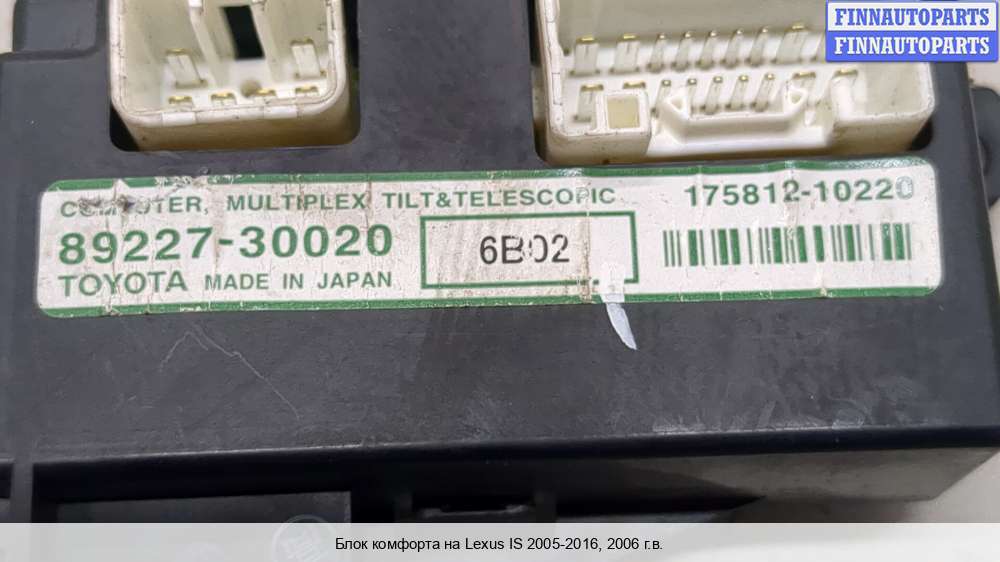 FINNAUTOPARTS
FINNAUTOPARTS
COMPUTER, MULTIPLEX TILT&TELESCOPIC 175812-10220
89227-30020 6B02
TOYOTA MADE IN JAPAN
Блок комфорта на Lexus IS 2005-2016, 2006 г.в.